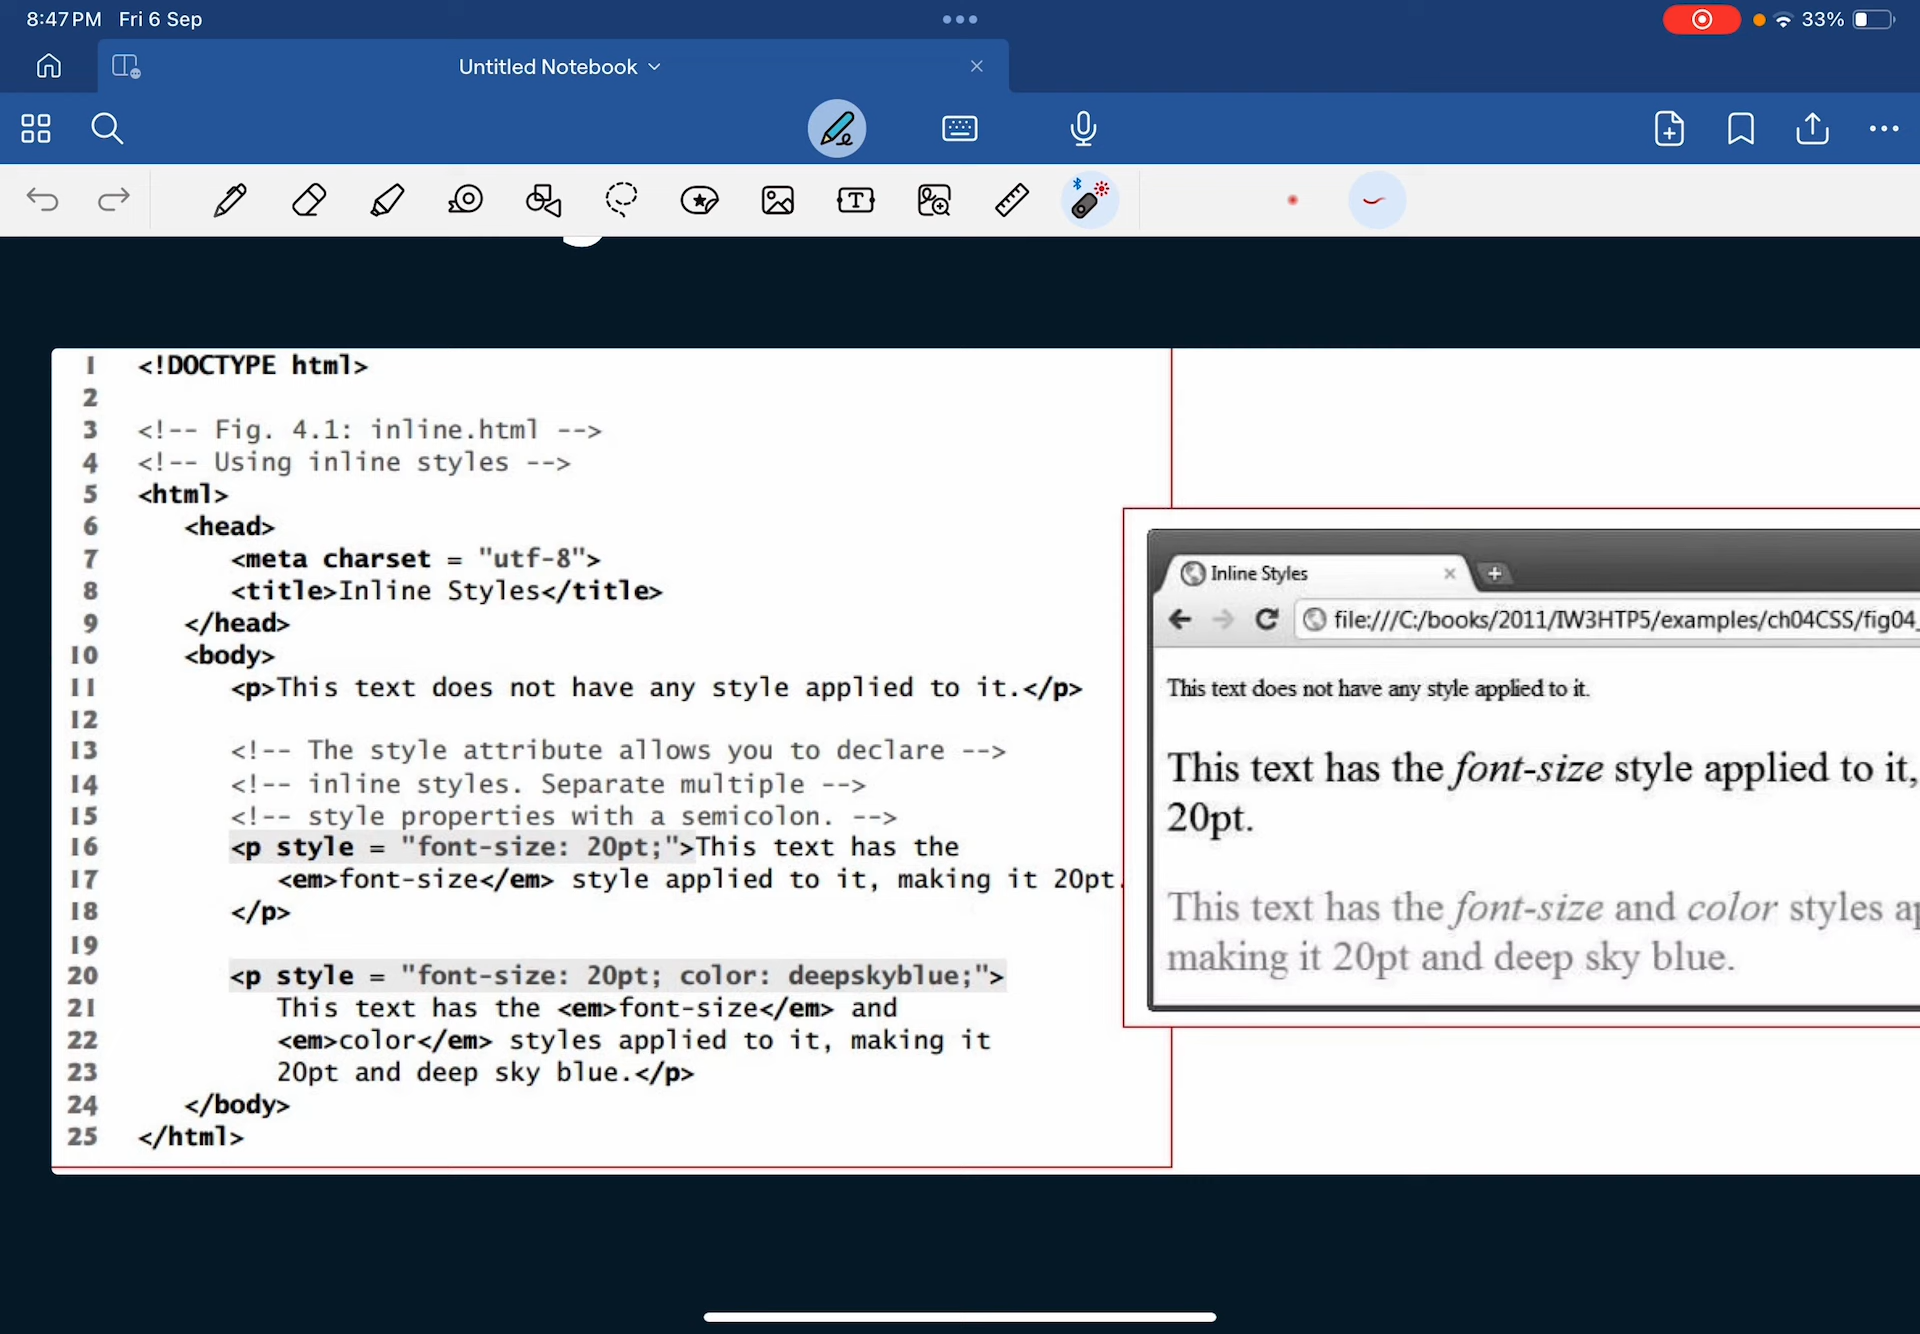 8:47 PM Fri 6 Sep
33%
Untitled Notebook
1 <!DOCTYPE html>
2
3 <!-- Fig. 4.1: inline.html -->
4 <!-- Using inline styles -->
5 <html>
6 <head>
7 <meta charset = "utf-8">
8 <title>Inline Styles</title>
9 </head>
10 <body>
11 <p>This text does not have any style applied to it.</p>
12
13 <!-- The style attribute allows you to declare -->
14 <!-- inline styles. Separate multiple -->
15 <!-- style properties with a semicolon. -->
16 <p style = "font-size: 20pt;">This text has the
17 <em>font-size</em> style applied to it, making it 20pt.
18 </p>
19
20 <p style = "font-size: 20pt; color: deepskyblue;">
21 This text has the <em>font-size</em> and
22 <em>color</em> styles applied to it, making it
23 20pt and deep sky blue.</p>
24 </body>
25 </html>
Inline Styles
file:///C:/books/2011/IW3HTP5/examples/ch04CSS/fig04_
This text does not have any style applied to it.
This text has the font-size style applied to it,
20pt.
This text has the font-size and color styles ap
making it 20pt and deep sky blue.